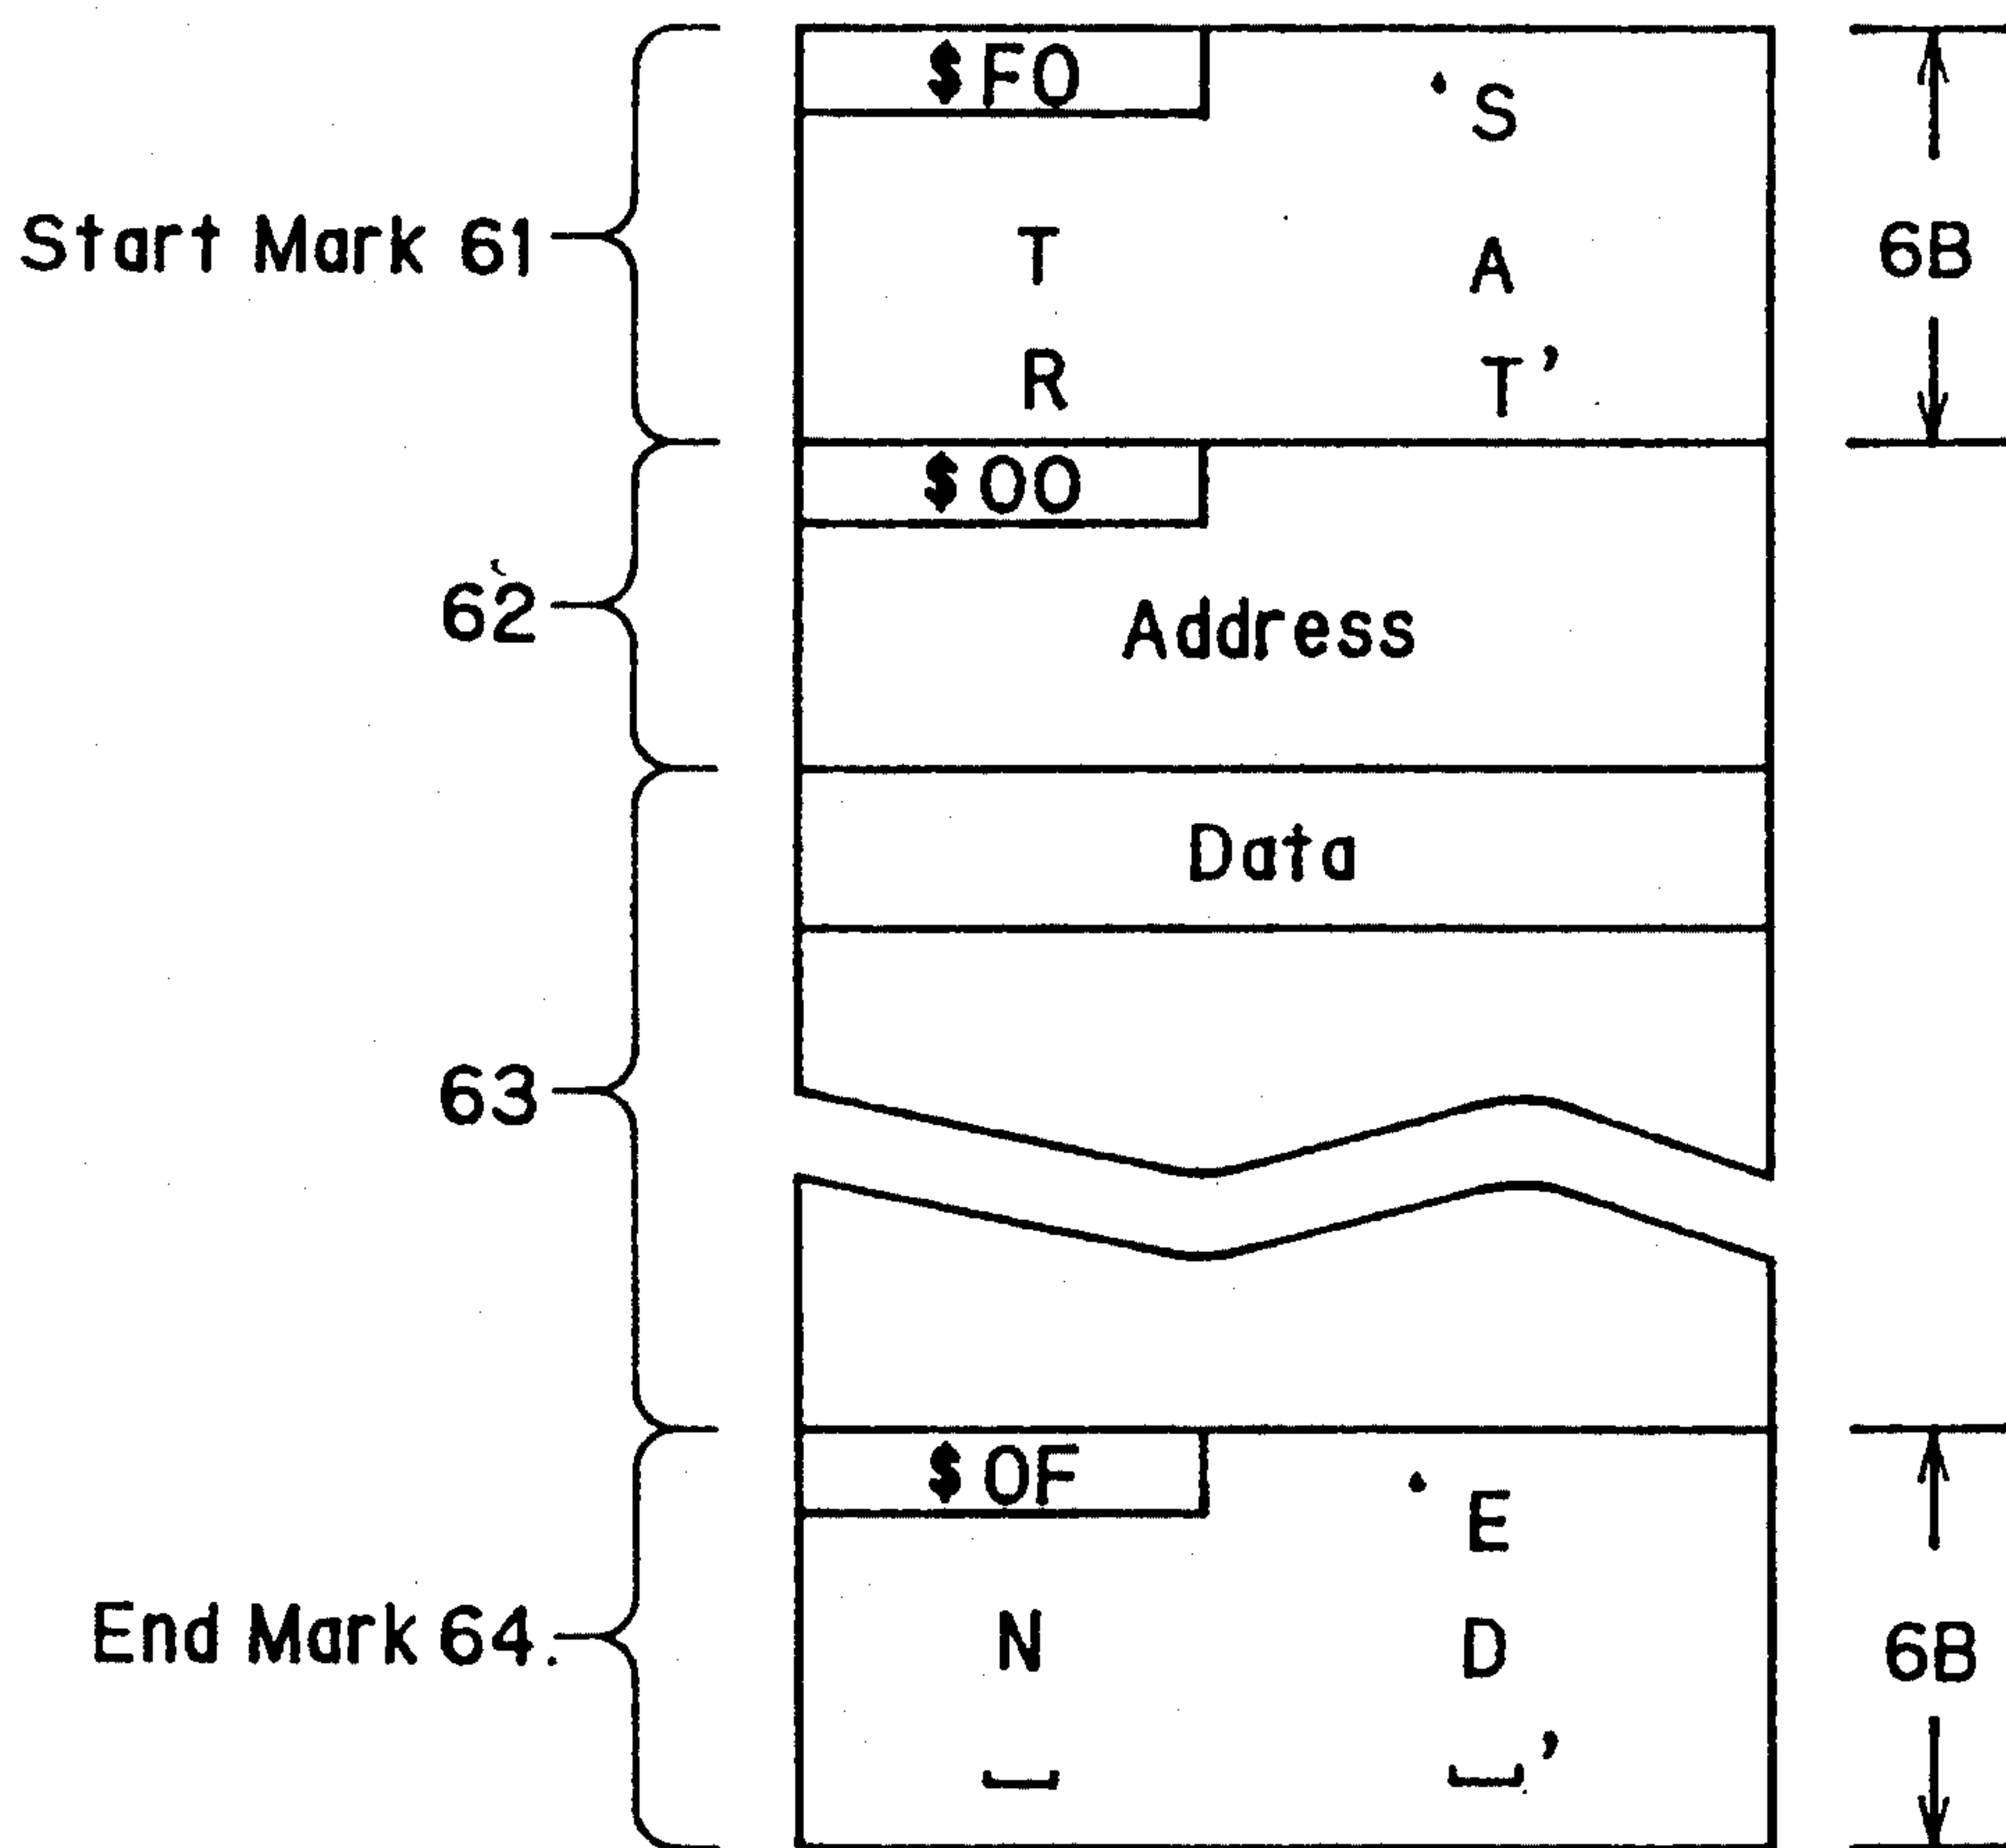 $F0 ‘S
Start Mark 61 T A 6B
R T’
$00
62 Address
Data
63
$0F ‘E
End Mark 64 N D 6B
␣ ␣’